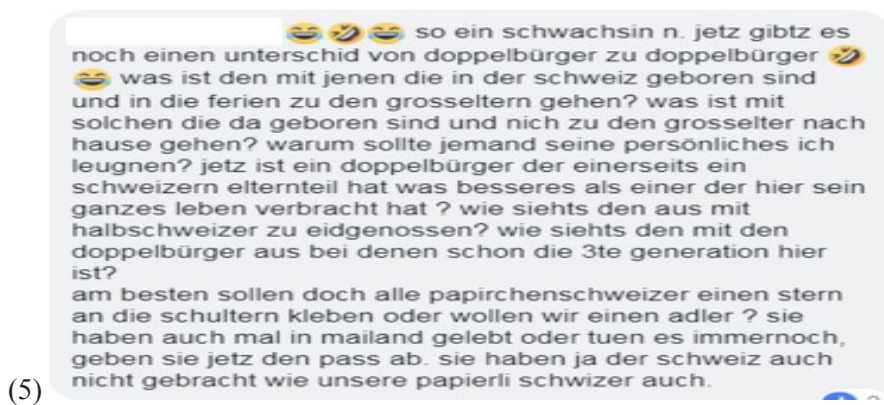 😂🤣😂 so ein schwachsin n. jetz gibtz es
noch einen unterschid von doppelbürger zu doppelbürger 🤣
😂 was ist den mit jenen die in der schweiz geboren sind
und in die ferien zu den grosseltern gehen? was ist mit
solchen die da geboren sind und nich zu den grosselter nach
hause gehen? warum sollte jemand seine persönliches ich
leugnen? jetz ist ein doppelbürger der einerseits ein
schweizern elternteil hat was besseres als einer der hier sein
ganzes leben verbracht hat ? wie siehts den aus mit
halbschweizer zu eidgenossen? wie siehts den mit den
doppelbürger aus bei denen schon die 3te generation hier
ist?
am besten sollen doch alle papirchenschweizer einen stern
an die schultern kleben oder wollen wir einen adler ? sie
haben auch mal in mailand gelebt oder tuen es immernoch,
geben sie jetz den pass ab. sie haben ja der schweiz auch
nicht gebracht wie unsere papierli schwizer auch.
(5)